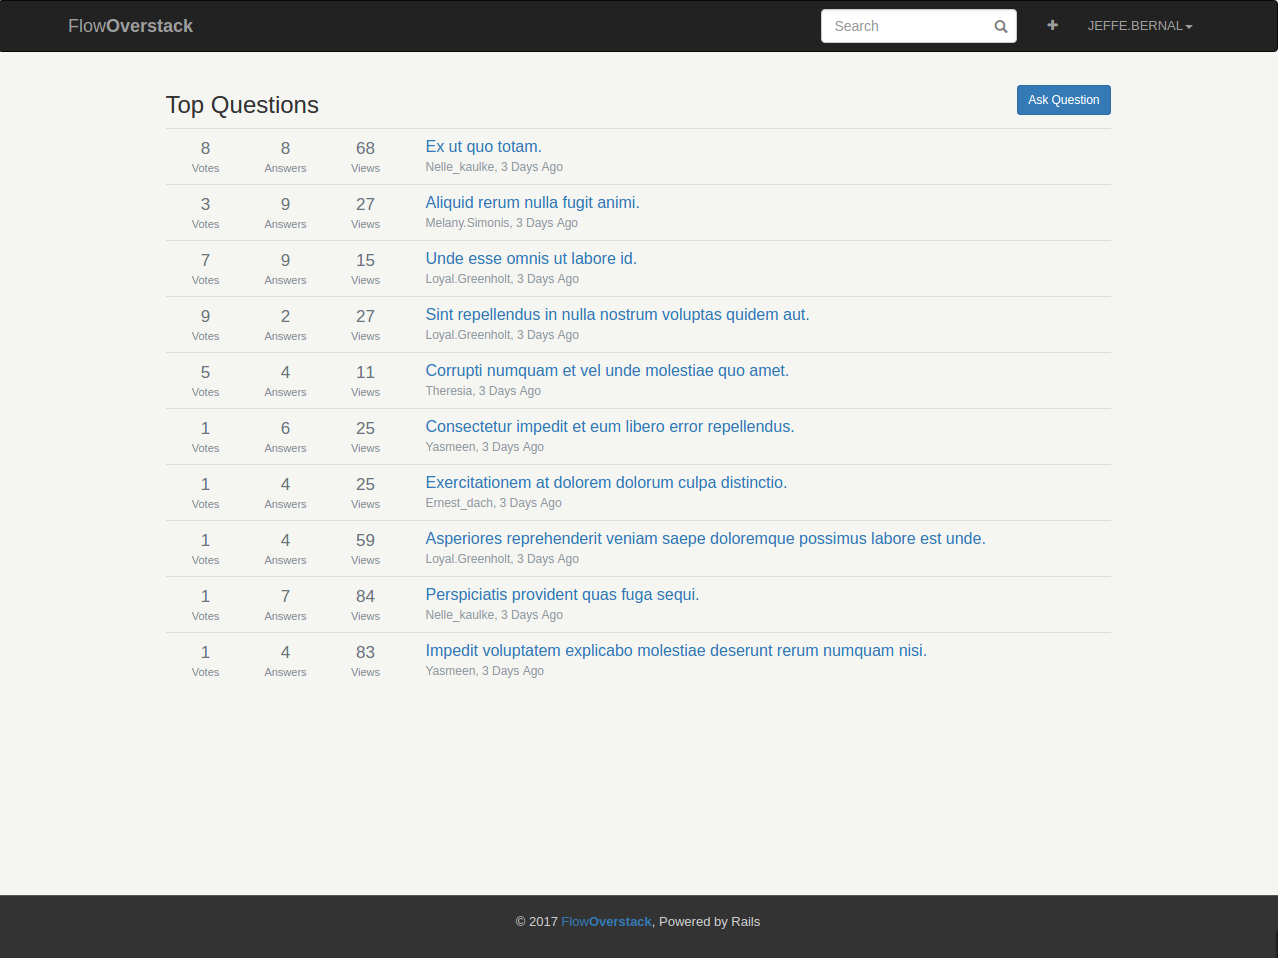 FlowOverstack
Search
JEFFE.BERNAL
Top Questions
Ask Question
8 8 68 Ex ut quo totam.
Votes Answers Views Nelle_kaulke, 3 Days Ago
3 9 27 Aliquid rerum nulla fugit animi.
Votes Answers Views Melany.Simonis, 3 Days Ago
7 9 15 Unde esse omnis ut labore id.
Votes Answers Views Loyal.Greenholt, 3 Days Ago
9 2 27 Sint repellendus in nulla nostrum voluptas quidem aut.
Votes Answers Views Loyal.Greenholt, 3 Days Ago
5 4 11 Corrupti numquam et vel unde molestiae quo amet.
Votes Answers Views Theresia, 3 Days Ago
1 6 25 Consectetur impedit et eum libero error repellendus.
Votes Answers Views Yasmeen, 3 Days Ago
1 4 25 Exercitationem at dolorem dolorum culpa distinctio.
Votes Answers Views Ernest_dach, 3 Days Ago
1 4 59 Asperiores reprehenderit veniam saepe doloremque possimus labore est unde.
Votes Answers Views Loyal.Greenholt, 3 Days Ago
1 7 84 Perspiciatis provident quas fuga sequi.
Votes Answers Views Nelle_kaulke, 3 Days Ago
1 4 83 Impedit voluptatem explicabo molestiae deserunt rerum numquam nisi.
Votes Answers Views Yasmeen, 3 Days Ago
© 2017 FlowOverstack, Powered by Rails